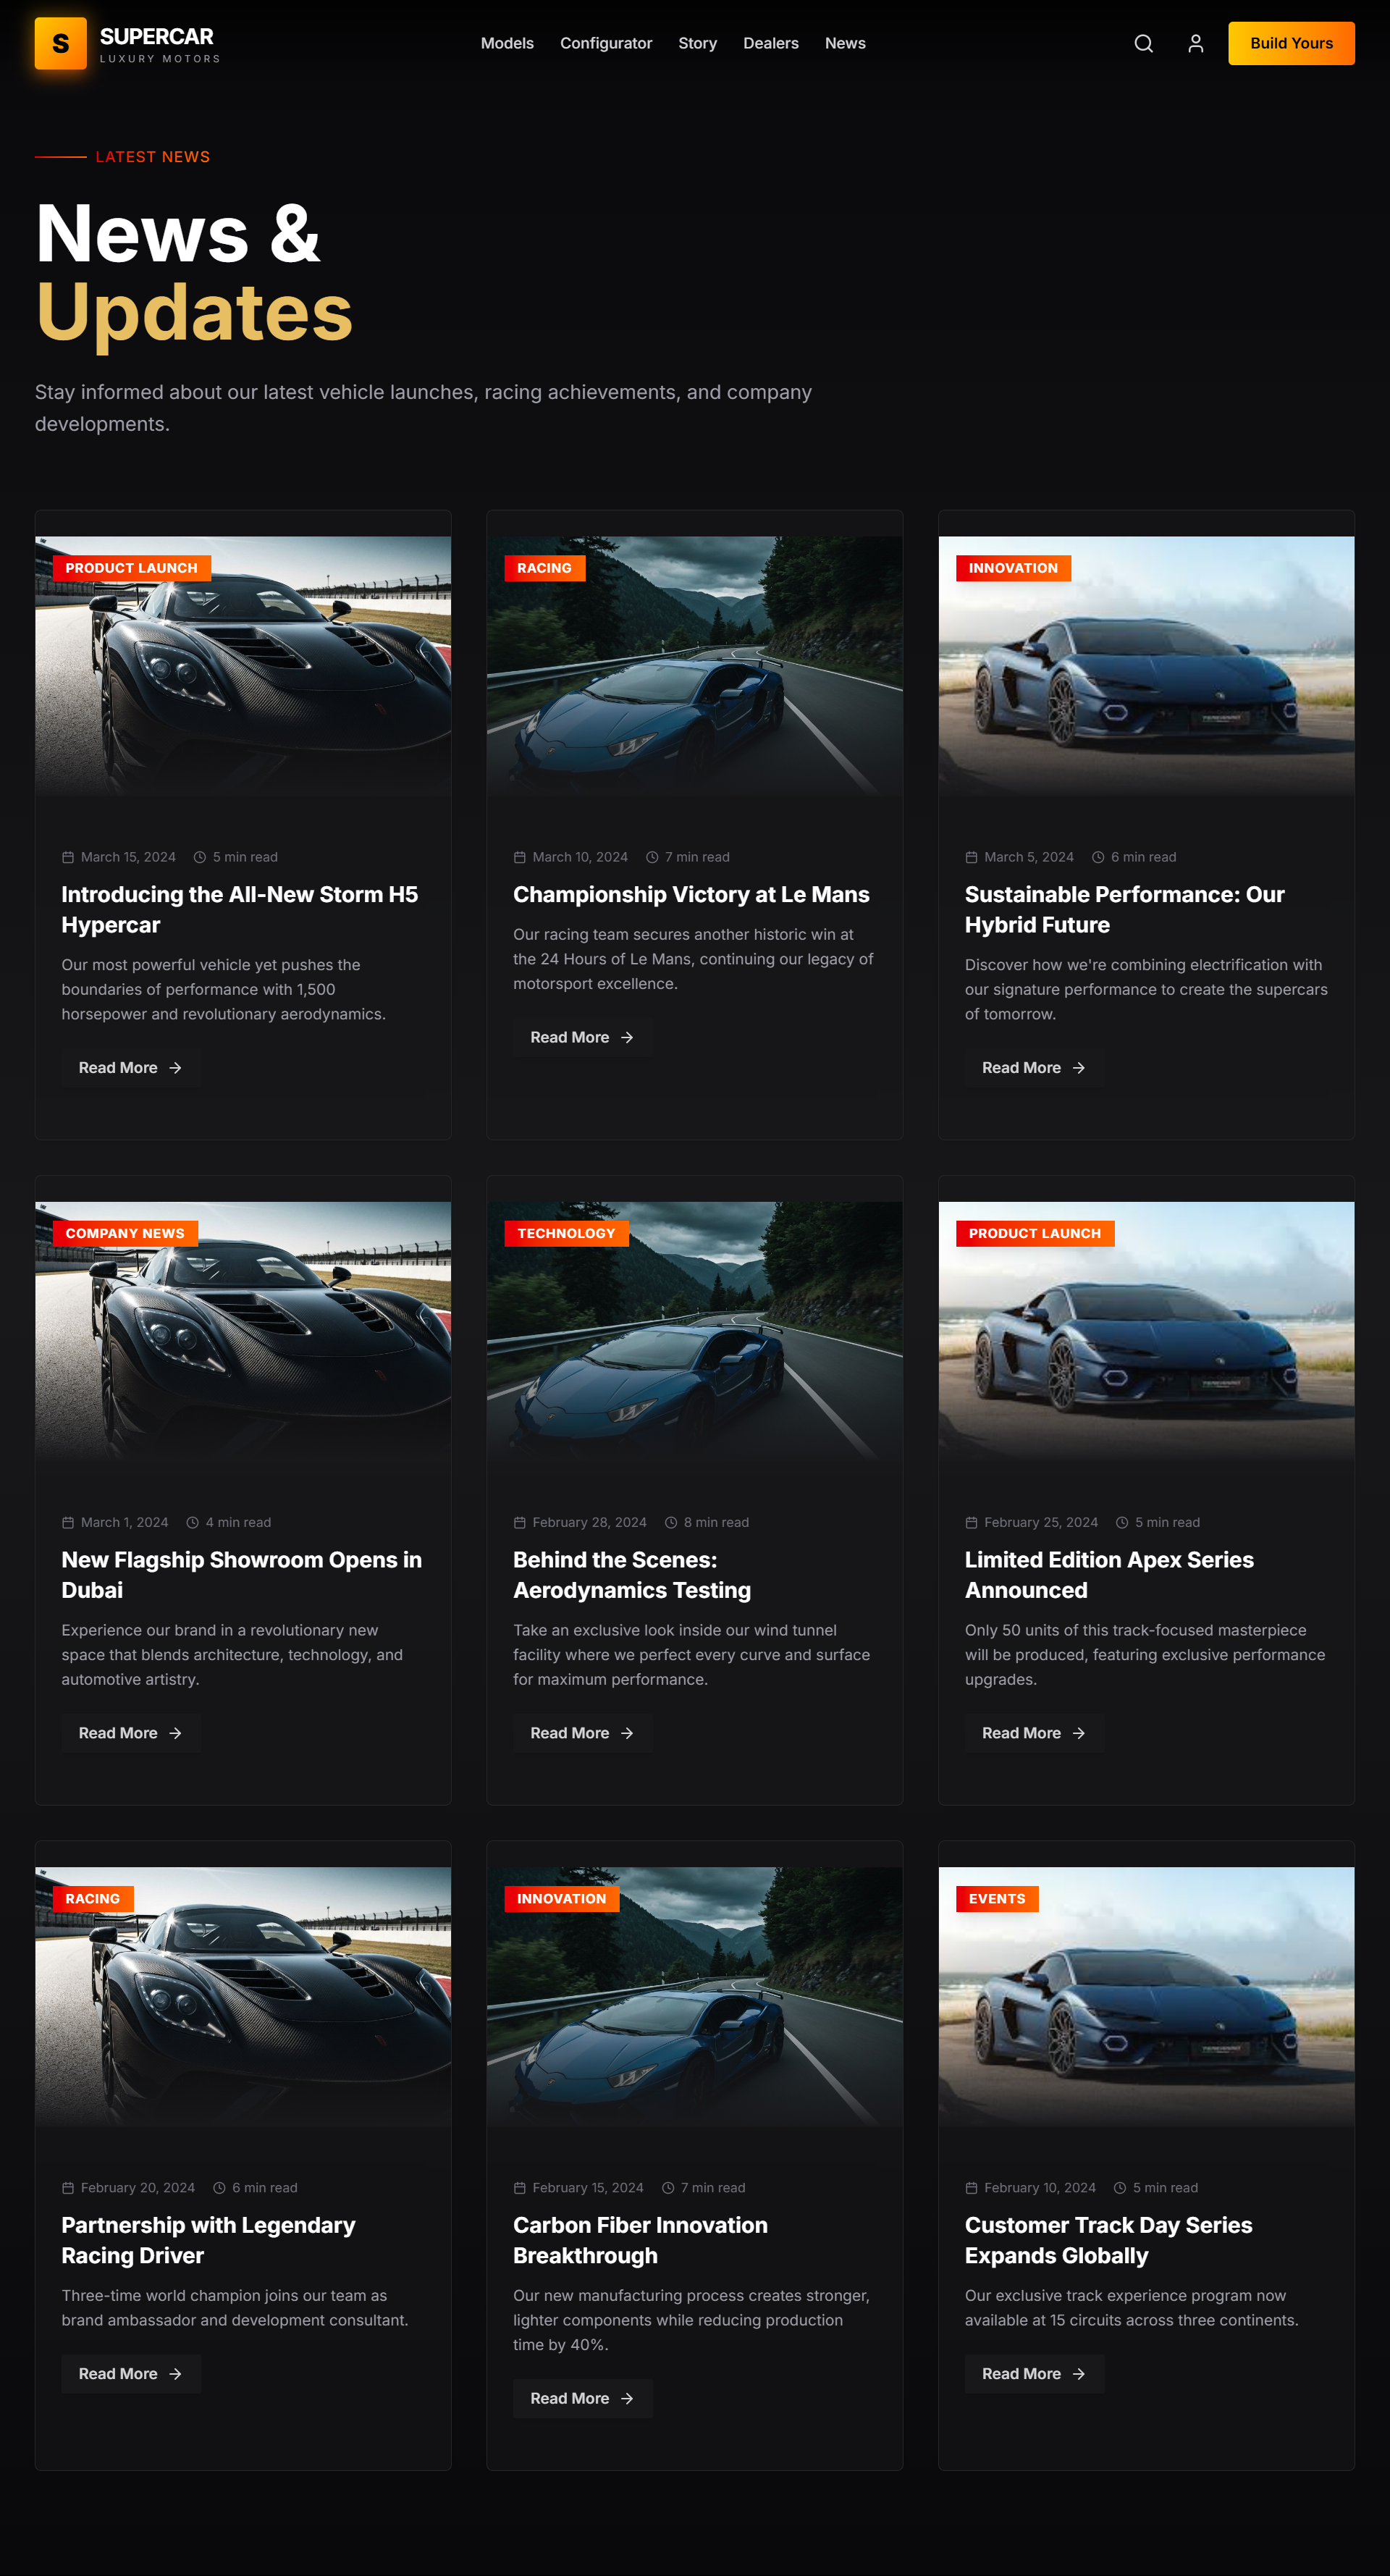 S
SUPERCAR
LUXURY MOTORS
Models
Configurator
Story
Dealers
News
Build Yours
LATEST NEWS
News &
Updates
Stay informed about our latest vehicle launches, racing achievements, and company
developments.
PRODUCT LAUNCH
March 15, 2024
5 min read
Introducing the All-New Storm H5
Hypercar
Our most powerful vehicle yet pushes the
boundaries of performance with 1,500
horsepower and revolutionary aerodynamics.
Read More
RACING
March 10, 2024
7 min read
Championship Victory at Le Mans
Our racing team secures another historic win at
the 24 Hours of Le Mans, continuing our legacy of
motorsport excellence.
Read More
INNOVATION
March 5, 2024
6 min read
Sustainable Performance: Our
Hybrid Future
Discover how we're combining electrification with
our signature performance to create the supercars
of tomorrow.
Read More
COMPANY NEWS
March 1, 2024
4 min read
New Flagship Showroom Opens in
Dubai
Experience our brand in a revolutionary new
space that blends architecture, technology, and
automotive artistry.
Read More
TECHNOLOGY
February 28, 2024
8 min read
Behind the Scenes:
Aerodynamics Testing
Take an exclusive look inside our wind tunnel
facility where we perfect every curve and surface
for maximum performance.
Read More
PRODUCT LAUNCH
February 25, 2024
5 min read
Limited Edition Apex Series
Announced
Only 50 units of this track-focused masterpiece
will be produced, featuring exclusive performance
upgrades.
Read More
RACING
February 20, 2024
6 min read
Partnership with Legendary
Racing Driver
Three-time world champion joins our team as
brand ambassador and development consultant.
Read More
INNOVATION
February 15, 2024
7 min read
Carbon Fiber Innovation
Breakthrough
Our new manufacturing process creates stronger,
lighter components while reducing production
time by 40%.
Read More
EVENTS
February 10, 2024
5 min read
Customer Track Day Series
Expands Globally
Our exclusive track experience program now
available at 15 circuits across three continents.
Read More